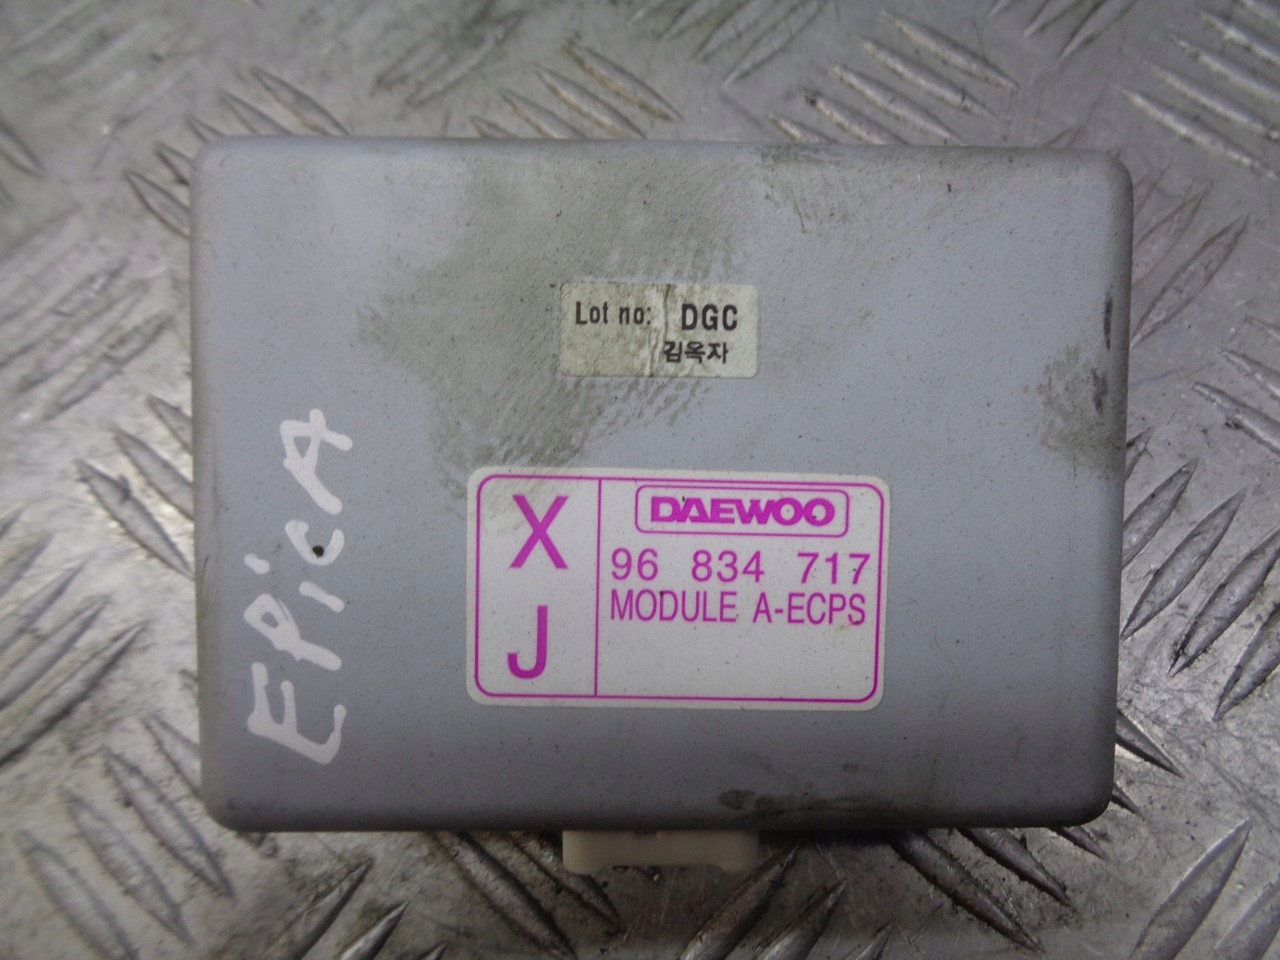 Lot no: DGC
김옥자
EPicA
X
J
DAEWOO
96 834 717
MODULE A-ECPS